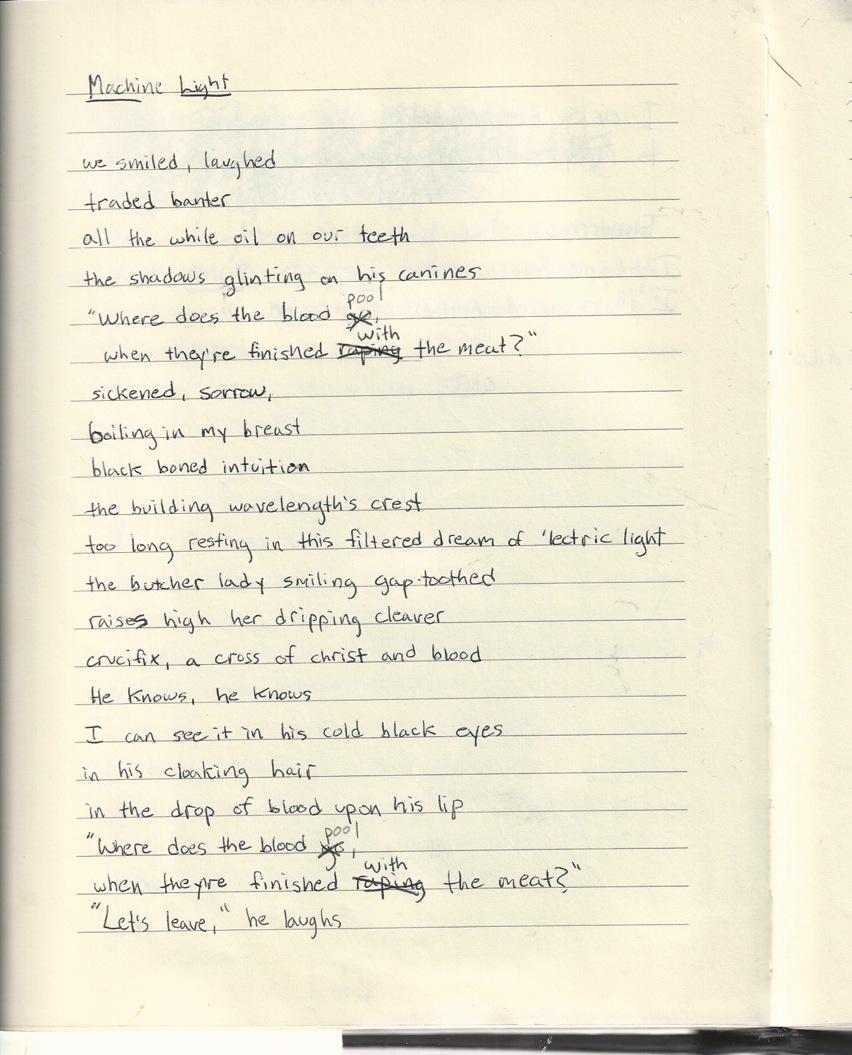 Machine Light
we smiled, laughed
traded banter
all the while oil on our teeth
the shadows glinting on his canines
"Where does the blood go pool,
when they're finished raping with the meat?"
sickened, sorrow,
boiling in my breast
black boned intuition
the building wavelength's crest
too long resting in this filtered dream of 'lectric light
the butcher lady smiling gap-toothed
raises high her dripping cleaver
crucifix, a cross of christ and blood
He knows, he knows
I can see it in his cold black eyes
in his cloaking hair
in the drop of blood upon his lip
"Where does the blood go pool,
when they're finished raping with the meat?"
"Let's leave," he laughs